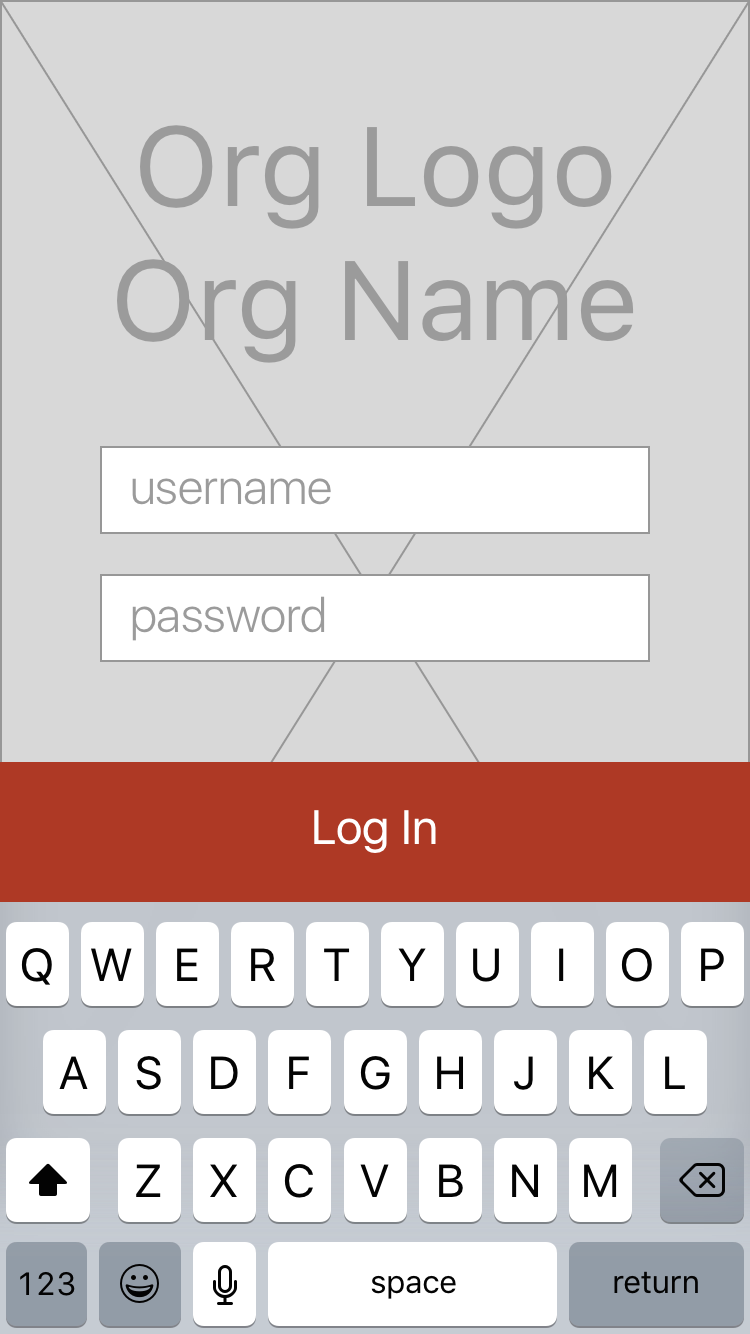 Org Logo
Org Name
username
password
Log In
Q W E R T Y U I O P
A S D F G H J K L
Z X C V B N M
123 space return